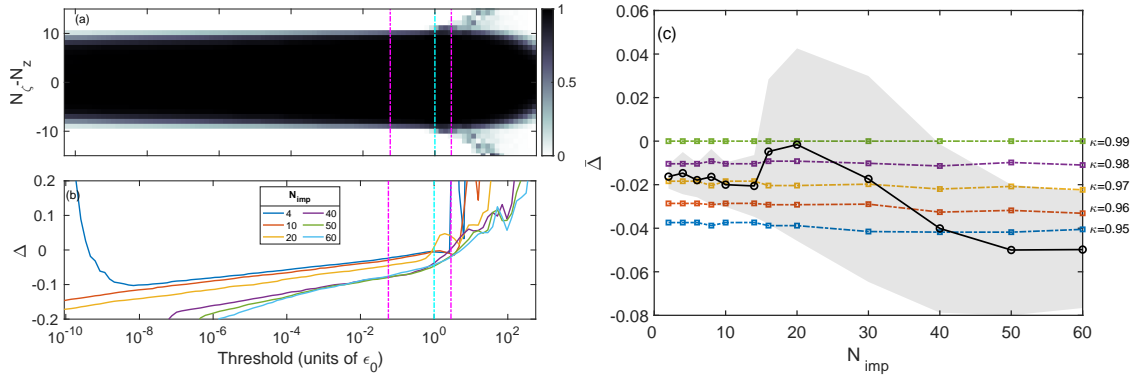 (a)
10
0
-10
N_ζ-N_z
1
0.5
0
(b)
0.2
0.1
0
-0.1
-0.2
Δ
N_imp
4 40
10 50
20 60
10^-10 10^-8 10^-6 10^-4 10^-2 10^0 10^2
Threshold (units of ϵ_0)
(c)
0.06
0.04
0.02
0
-0.02
-0.04
-0.06
-0.08
Δ̄
κ=0.99
κ=0.98
κ=0.97
κ=0.96
κ=0.95
0 10 20 30 40 50 60
N_imp